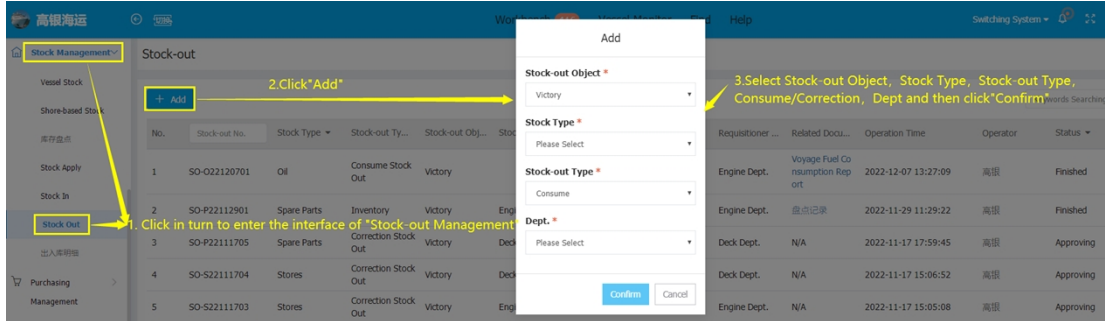 高银海运
Workbench
Vessel Monitor
Find
Help
Switching System
Stock Management
Vessel Stock
Shore-based Stock
库存盘点
Stock Apply
Stock In
Stock Out
出入库明细
Purchasing
Management
Stock-out
+ Add
2.Click"Add"
1. Click in turn to enter the interface of "Stock-out Management"
3.Select Stock-out Object，Stock Type，Stock-out Type，
Consume/Correction，Dept and then click"Confirm"
words Searching
Add
Stock-out Object *
Victory
Stock Type *
Please Select
Stock-out Type *
Consume
Dept. *
Please Select
Confirm
Cancel
No. Stock-out No. Stock Type Stock-out Ty... Stock-out Obj... Requisitioner ... Related Docu... Operation Time Operator Status
1 SO-O22120701 Oil Consume Stock Out Victory Engine Dept. Voyage Fuel Consumption Report 2022-12-07 13:27:09 高银 Finished
2 SO-P22112901 Spare Parts Inventory Victory Engi Engine Dept. 盘点记录 2022-11-29 11:29:22 高银 Finished
3 SO-P22111705 Spare Parts Correction Stock Out Victory Deck Deck Dept. N/A 2022-11-17 17:59:45 高银 Approving
4 SO-S22111704 Stores Correction Stock Out Victory Deck Deck Dept. N/A 2022-11-17 15:06:52 高银 Approving
5 SO-S22111703 Stores Correction Stock Out Victory Engi Engine Dept. N/A 2022-11-17 15:05:08 高银 Approving